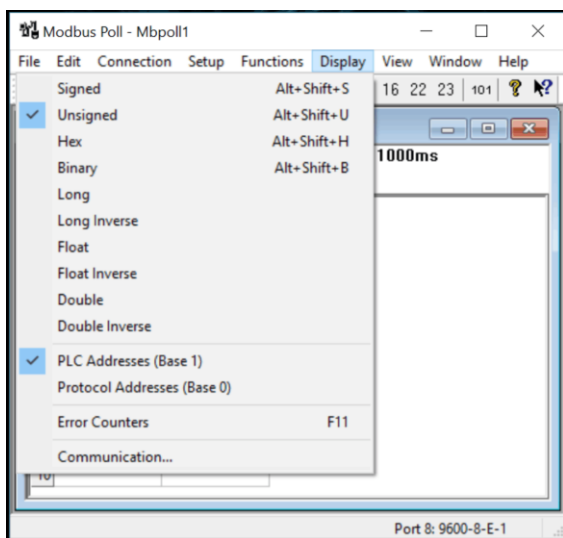 Modbus Poll - Mbpoll1
File Edit Connection Setup Functions Display View Window Help
16 22 23 101
Signed Alt+Shift+S
Unsigned Alt+Shift+U
Hex Alt+Shift+H
Binary Alt+Shift+B
1000ms
Long
Long Inverse
Float
Float Inverse
Double
Double Inverse
PLC Addresses (Base 1)
Protocol Addresses (Base 0)
Error Counters F11
Communication...
10
Port 8: 9600-8-E-1